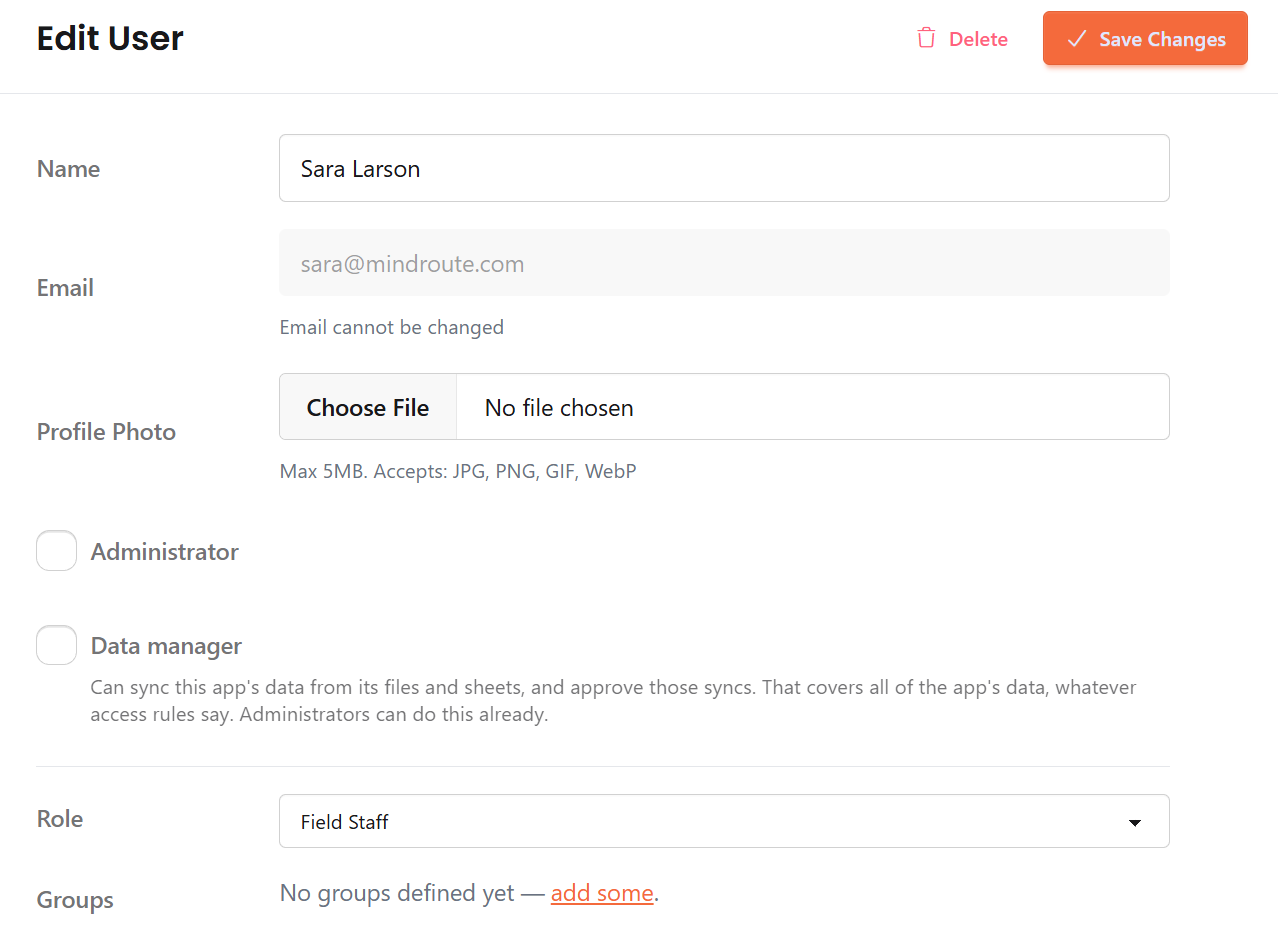 Edit User
Delete
Save Changes
Name
Sara Larson
Email
sara@mindroute.com
Email cannot be changed
Profile Photo
Choose File
No file chosen
Max 5MB. Accepts: JPG, PNG, GIF, WebP
Administrator
Data manager
Can sync this app's data from its files and sheets, and approve those syncs. That covers all of the app's data, whatever
access rules say. Administrators can do this already.
Role
Field Staff
Groups
No groups defined yet — add some.